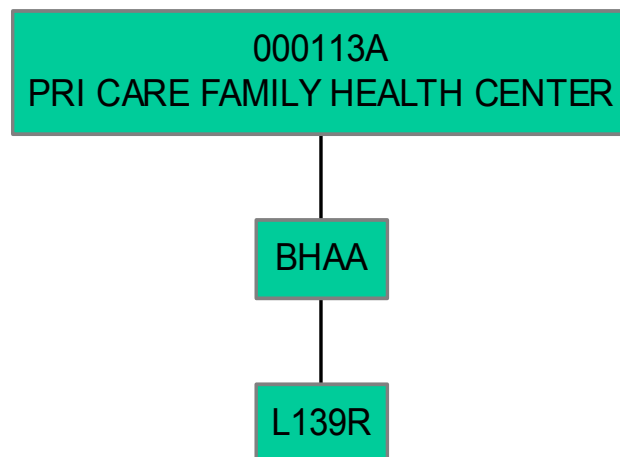 000113A
PRI CARE FAMILY HEALTH CENTER
BHAA
L139R